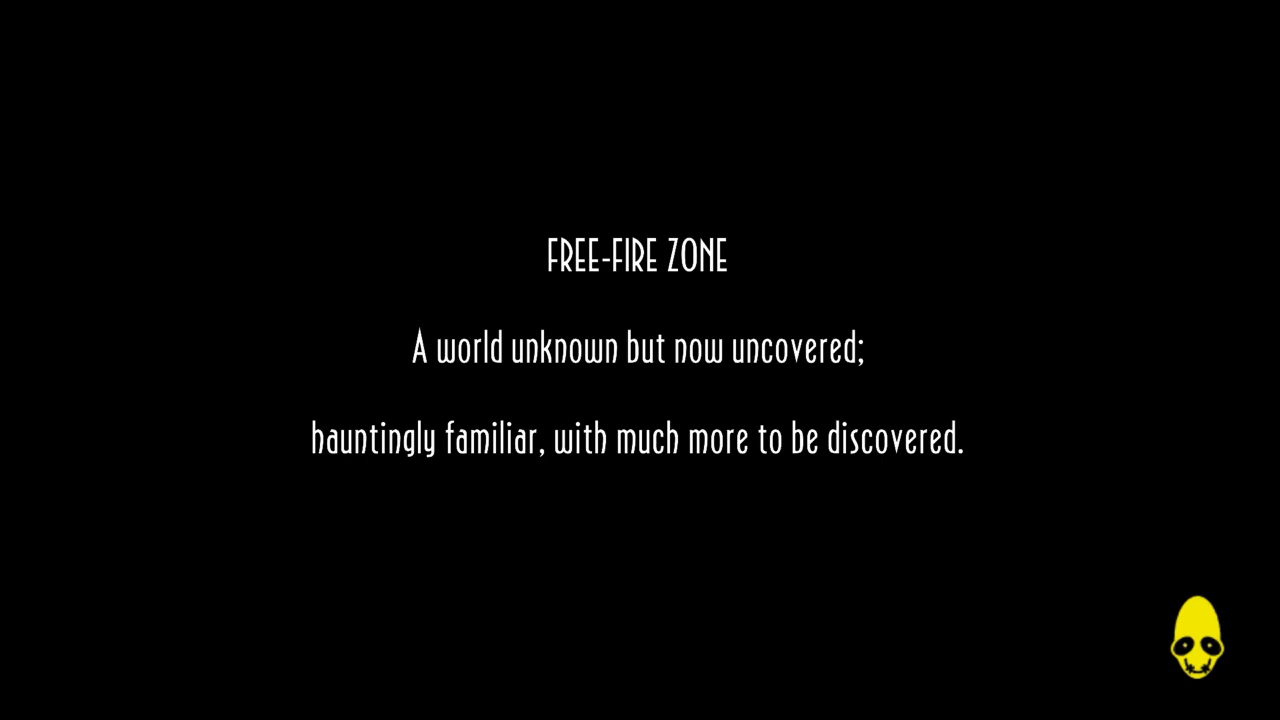 FREE-FIRE ZONE
A world unknown but now uncovered;
hauntingly familiar, with much more to be discovered.